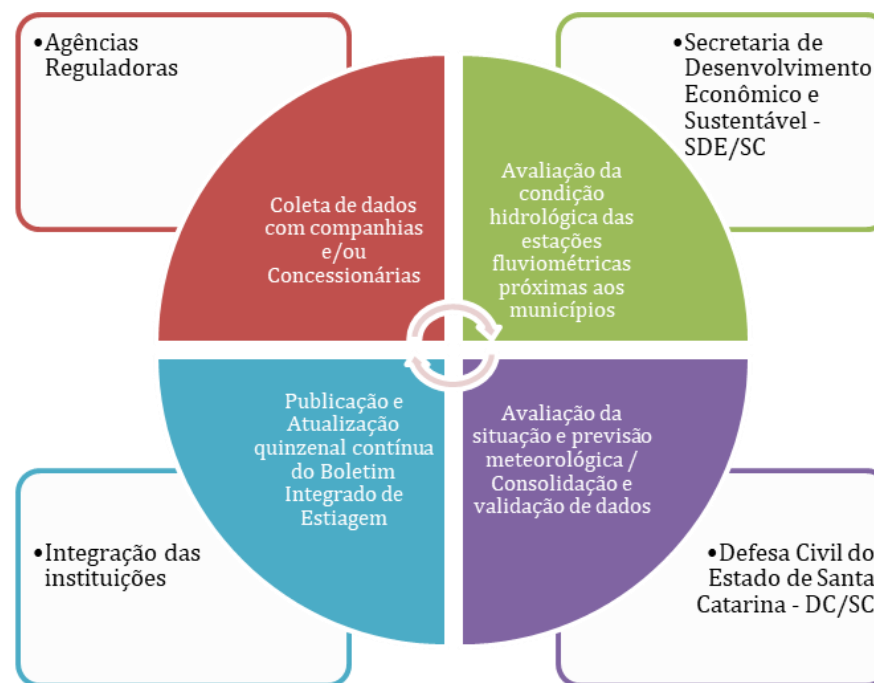 •Agências
Reguladoras
•Secretaria de
Desenvolvimento
Econômico e
Sustentável -
SDE/SC
Coleta de dados
com companhias
e/ou
Concessionárias
Avaliação da
condição
hidrológica das
estações
fluviométricas
próximas aos
municípios
Publicação e
Atualização
quinzenal contínua
do Boletim
Integrado de
Estiagem
Avaliação da
situação e previsão
meteorológica /
Consolidação e
validação de dados
•Integração das
instituições
•Defesa Civil do
Estado de Santa
Catarina - DC/SC